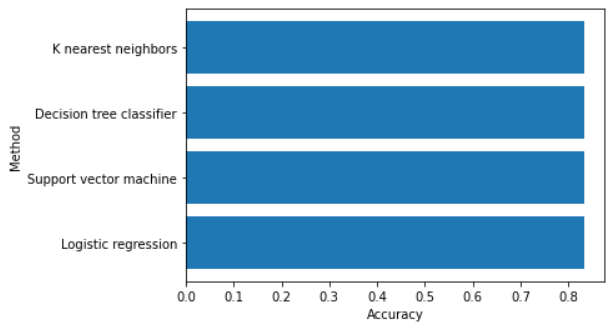 K nearest neighbors
Decision tree classifier
Support vector machine
Logistic regression
Method
0.0 0.1 0.2 0.3 0.4 0.5 0.6 0.7 0.8
Accuracy